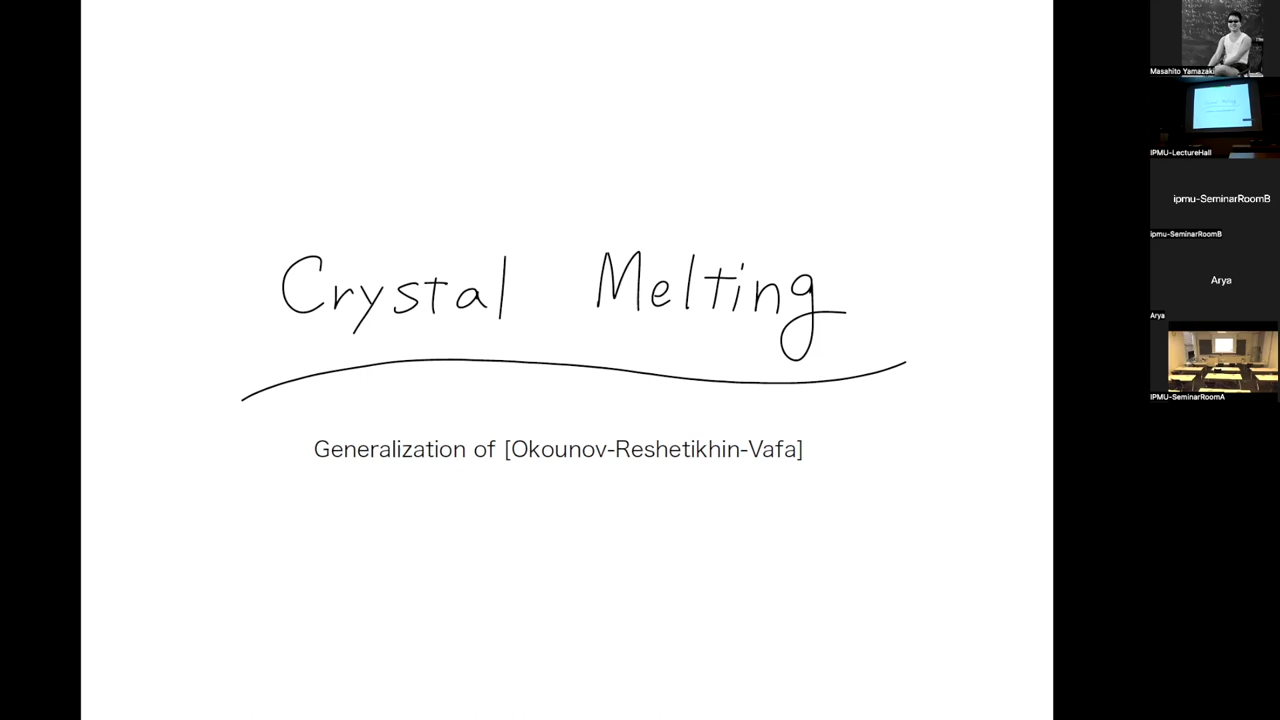 Crystal Melting
Generalization of [Okounov-Reshetikhin-Vafa]
Masahito Yamazaki
IPMU-LectureHall
ipmu-SeminarRoomB
ipmu-SeminarRoomB
Arya
Arya
IPMU-SeminarRoomA